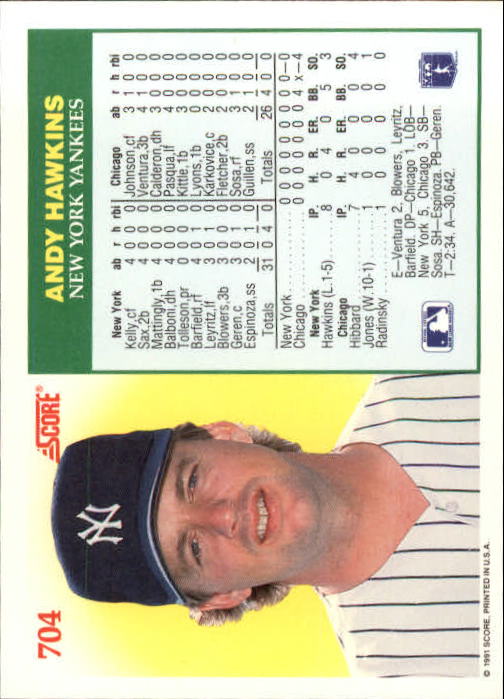 704
SCORE®
© 1991 SCORE, PRINTED IN U.S.A.
ANDY HAWKINS
NEW YORK YANKEES
New York ab r h rbi Chicago ab r h rbi
Kelly,cf 4 0 0 0 Johnson,cf 3 1 0 0
Sax,2b 4 0 0 0 Ventura,3b 4 1 0 0
Mattingly,1b 4 0 0 0 Calderon,dh 3 0 0 0
Balboni,dh 4 0 0 0 Pasqua,lf 4 0 0 0
Tolleson,pr 0 0 0 0 Kittle,1b 3 0 0 0
Barfield,rf 4 0 1 0 Lyons,1b 0 0 0 0
Leyritz,lf 3 0 1 0 Karkovice,c 2 0 0 0
Blowers,3b 3 0 0 0 Fletcher,2b 2 0 0 0
Geren,c 3 0 1 0 Sosa,rf 3 1 0 0
Espinoza,ss 2 0 1 0 Guillen,ss 2 1 0 0
Totals 31 0 4 0 Totals 26 4 0 0
New York 0 0 0 0 0 0 0 0 0—0
Chicago 0 0 0 0 0 0 0 4 x—4
New York IP. H. R. ER. BB. SO.
Hawkins (L.1-5) 8 0 4 0 5 3
Chicago IP. H. R. ER. BB. SO.
Hibbard 7 4 0 0 0 4
Jones (W.10-1) 1 0 0 0 0 0
Radinsky 1 0 0 0 0 1
E—Ventura 2, Blowers, Leyritz,
Barfield. DP—Chicago 1. LOB—
New York 5, Chicago 3. SB—
Sosa. SH—Espinoza. PB—Geren.
T—2:34. A—30,642.